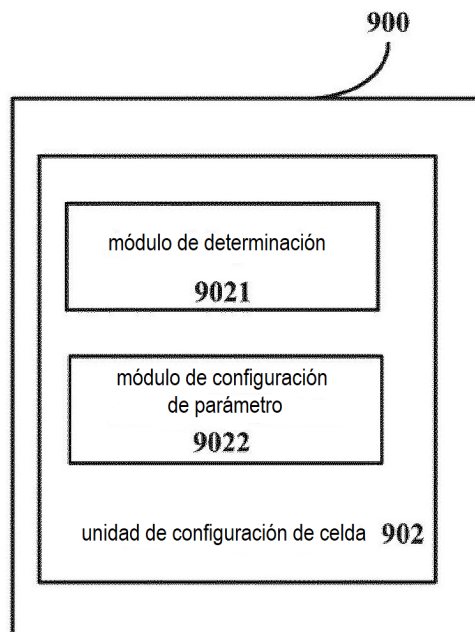 900
módulo de determinación
9021
módulo de configuración
de parámetro
9022
unidad de configuración de celda 902